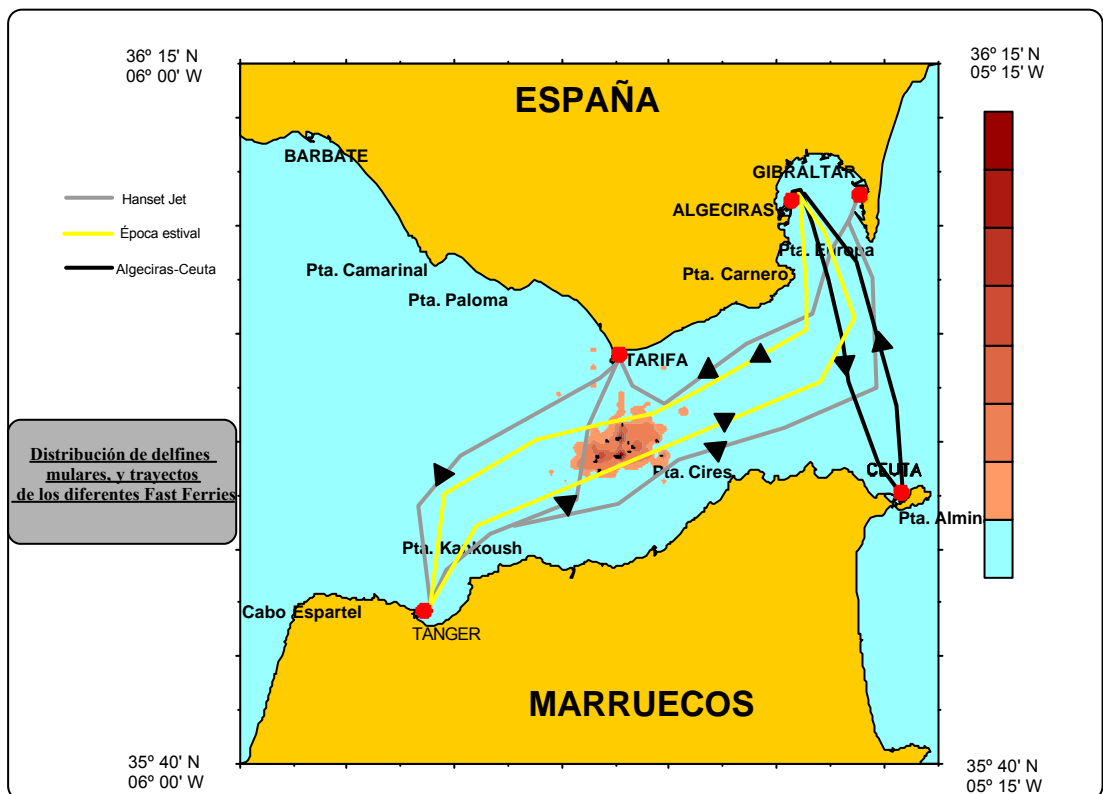 36º 15' N
06º 00' W
36º 15' N
05º 15' W
ESPAÑA
BARBATE
GIBRALTAR
Hanset Jet
ALGECIRAS
Época estival
Pta. Europa
Algeciras-Ceuta
Pta. Camarinal
Pta. Carnero
Pta. Paloma
TARIFA
Distribución de delfines
mulares, y trayectos
de los diferentes Fast Ferries
Pta. Cires
CEUTA
Pta. Almin
Pta. Kankoush
Cabo Espartel
TANGER
MARRUECOS
35º 40' N
06º 00' W
35º 40' N
05º 15' W